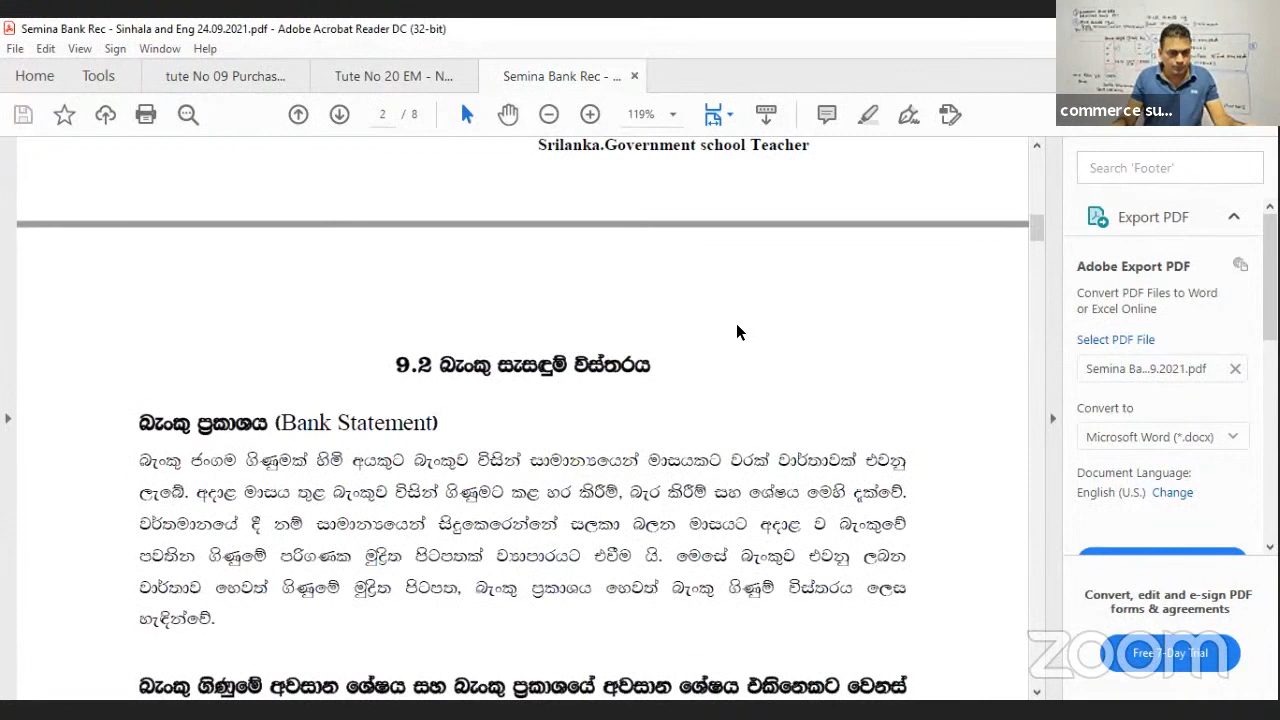 Semina Bank Rec - Sinhala and Eng 24.09.2021.pdf - Adobe Acrobat Reader DC (32-bit)
File Edit View Sign Window Help
Home Tools tute No 09 Purchas... Tute No 20 EM - N... Semina Bank Rec - ... ×
2 / 8 119%
commerce su...
Srilanka.Government school Teacher
9.2 බැංකු සැසඳුම් විස්තරය
බැංකු ප්‍රකාශය (Bank Statement)
බැංකු ජංගම ගිණුමක් හිමි අයකුට බැංකුව විසින් සාමාන්‍යයෙන් මාසයකට වරක් වාර්තාවක් එවනු
ලැබේ. අදාළ මාසය තුළ බැංකුව විසින් ගිණුමට කළ හර කිරීම්, බැර කිරීම් සහ ශේෂය මෙහි දැක්වේ.
වර්තමානයේ දී නම් සාමාන්‍යයෙන් සිදුකෙරෙන්නේ සලකා බලන මාසයට අදාළ ව බැංකුවේ
පවතින ගිණුමේ පරිගණක මුද්‍රිත පිටපතක් ව්‍යාපාරයට එවීම යි. මෙසේ බැංකුව එවනු ලබන
වාර්තාව හෙවත් ගිණුමේ මුද්‍රිත පිටපත, බැංකු ප්‍රකාශය හෙවත් බැංකු ගිණුම් විස්තරය ලෙස
හැඳින්වේ.
බැංකු ගිණුමේ අවසාන ශේෂය සහ බැංකු ප්‍රකාශයේ අවසාන ශේෂය එකිනෙකට වෙනස්
Search 'Footer'
Export PDF
Adobe Export PDF
Convert PDF Files to Word
or Excel Online
Select PDF File
Semina Ba...9.2021.pdf
Convert to
Microsoft Word (*.docx)
Document Language:
English (U.S.) Change
Convert, edit and e-sign PDF
forms & agreements
Free 7-Day Trial
zoom